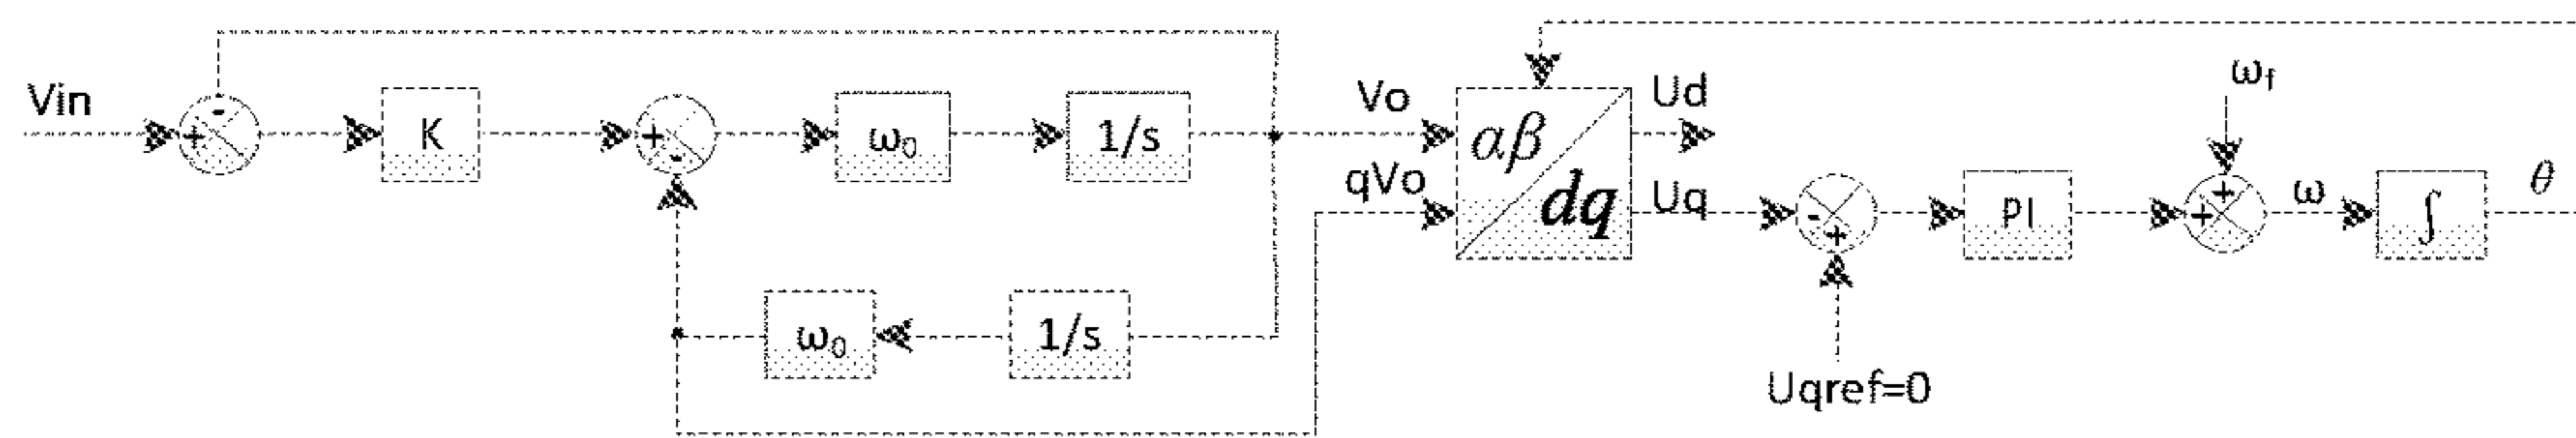 Vin
+
-
K
+
-
ω₀
1/s
ω₀
1/s
Vo
qVo
αβ
dq
Ud
Uq
-
+
Uqref=0
PI
ωf
+
+
ω
∫
θ